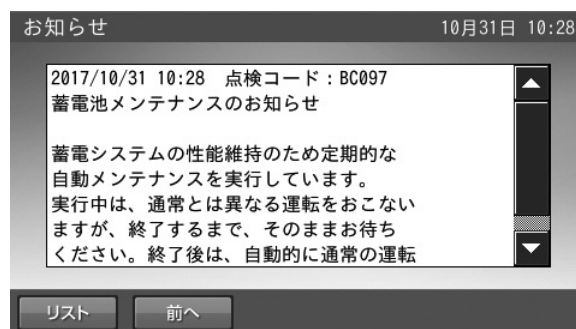 お知らせ 10月31日 10:28
2017/10/31 10:28 点検コード：BC097
蓄電池メンテナンスのお知らせ
蓄電システムの性能維持のため定期的な
自動メンテナンスを実行しています。
実行中は、通常とは異なる運転をおこない
ますが、終了するまで、そのままお待ち
ください。終了後は、自動的に通常の運転
リスト 前へ